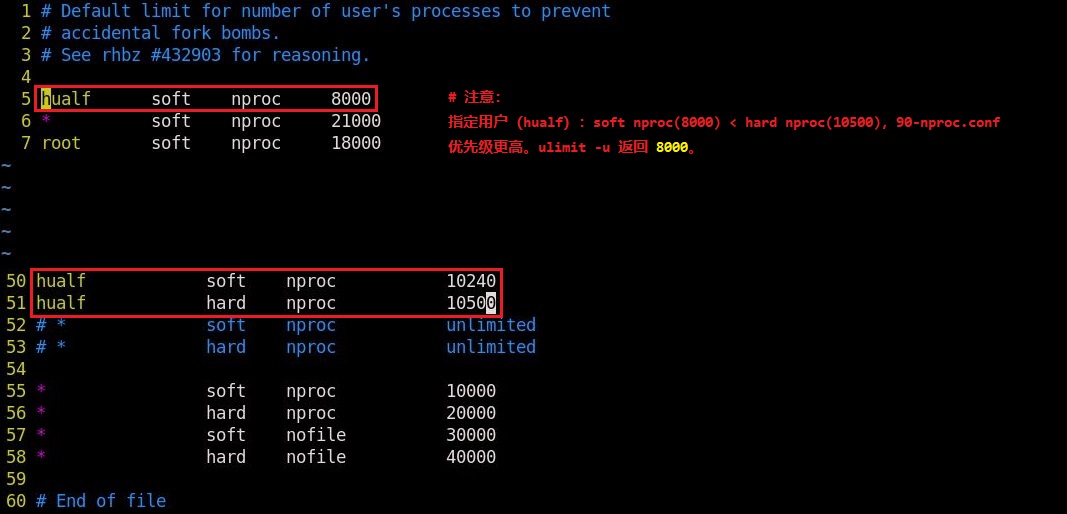 1 # Default limit for number of user's processes to prevent
2 # accidental fork bombs.
3 # See rhbz #432903 for reasoning.
4
5 hualf soft nproc 8000
6 * soft nproc 21000
7 root soft nproc 18000
# 注意:
指定用户 (hualf) : soft nproc(8000) < hard nproc(10500), 90-nproc.conf
优先级更高。ulimit -u 返回 8000。
~
~
~
~
~
50 hualf soft nproc 10240
51 hualf hard nproc 10500
52 # * soft nproc unlimited
53 # * hard nproc unlimited
54
55 * soft nproc 10000
56 * hard nproc 20000
57 * soft nofile 30000
58 * hard nofile 40000
59
60 # End of file